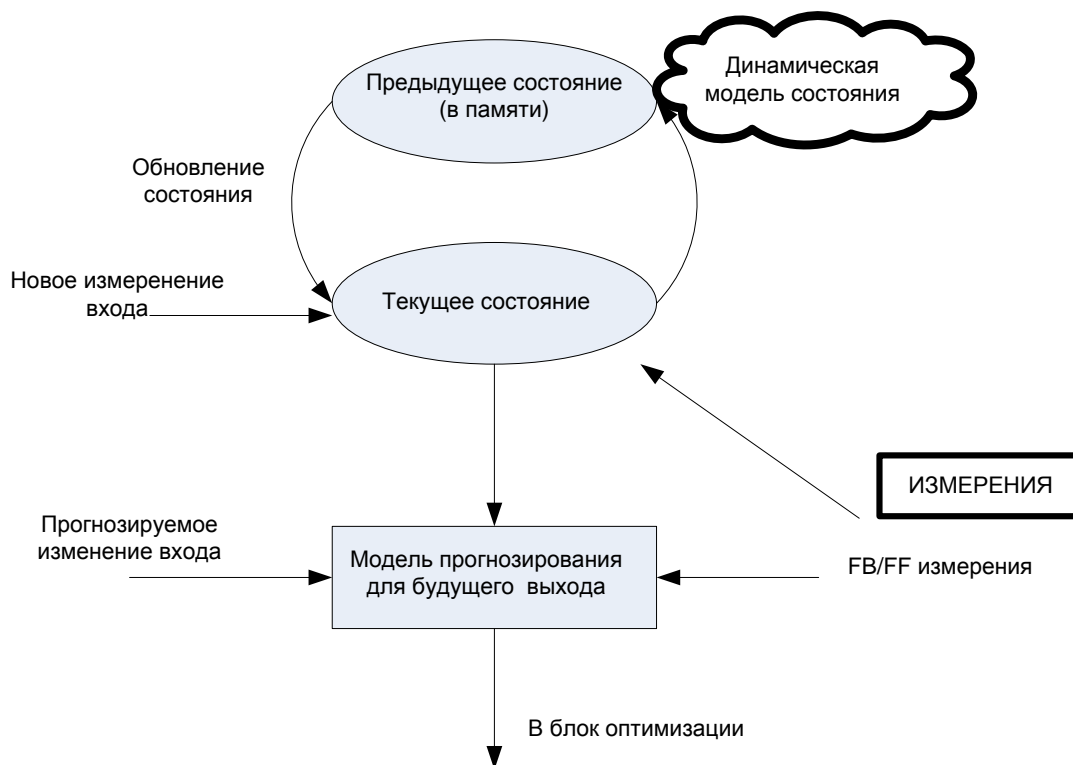 Предыдущее состояние
(в памяти)
Динамическая
модель состояния
Обновление
состояния
Новое измеренение
входа
Текущее состояние
ИЗМЕРЕНИЯ
Прогнозируемое
изменение входа
Модель прогнозирования
для будущего выхода
FB/FF измерения
В блок оптимизации